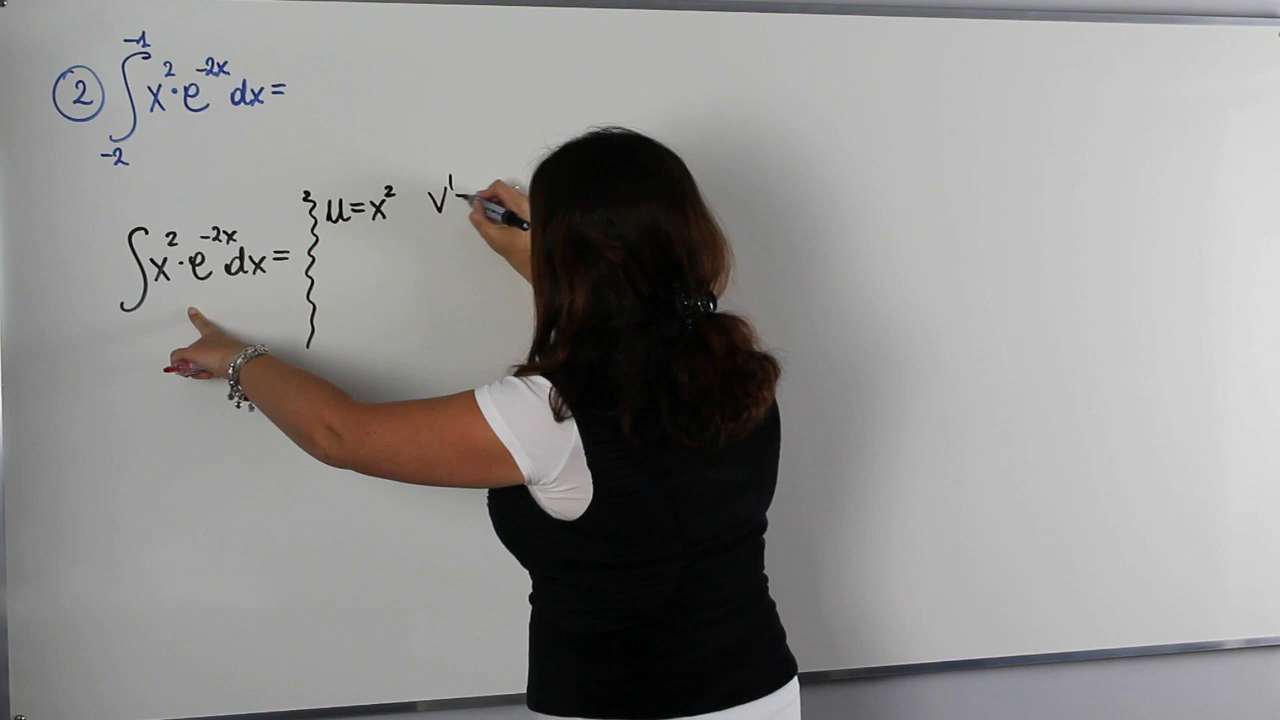 ② ∫₋₂⁻¹ x²·e⁻²ˣ dx =
∫x²·e⁻²ˣ dx = u=x² v'